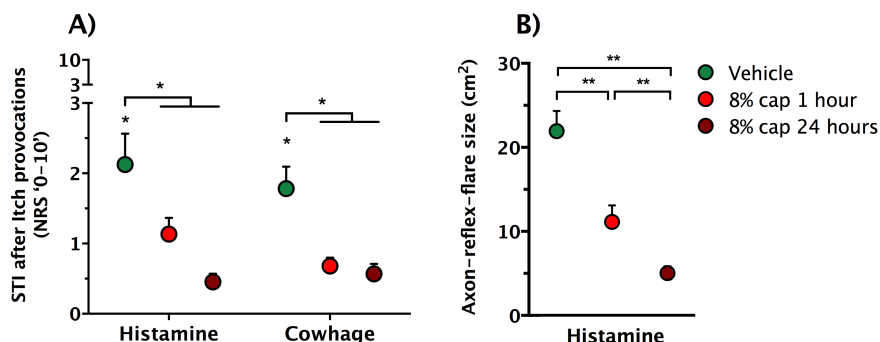 A)
STI after Itch provocations
(NRS ‘0–10’)
10
3
3
2
1
0
*
*
*
*
Histamine
Cowhage
B)
Axon-reflex-flare size (cm²)
30
20
10
0
**
**
**
Histamine
Vehicle
8% cap 1 hour
8% cap 24 hours